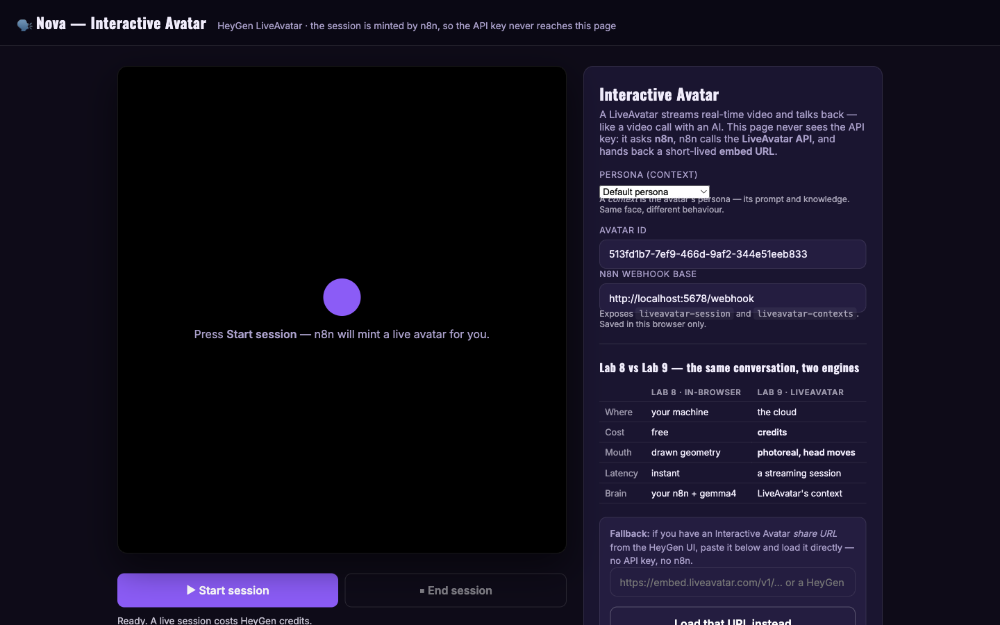 Nova — Interactive Avatar
HeyGen LiveAvatar · the session is minted by n8n, so the API key never reaches this page
Press Start session — n8n will mint a live avatar for you.
▶ Start session
■ End session
Ready. A live session costs HeyGen credits.
Interactive Avatar
A LiveAvatar streams real-time video and talks back —
like a video call with an AI. This page never sees the API
key: it asks n8n, n8n calls the LiveAvatar API, and
hands back a short-lived embed URL.
PERSONA (CONTEXT)
Default persona
A context is the avatar's persona — its prompt and knowledge.
Same face, different behaviour.
AVATAR ID
513fd1b7-7ef9-466d-9af2-344e51eeb833
N8N WEBHOOK BASE
http://localhost:5678/webhook
Exposes liveavatar-session and liveavatar-contexts.
Saved in this browser only.
Lab 8 vs Lab 9 — the same conversation, two engines
LAB 8 · IN-BROWSER LAB 9 · LIVEAVATAR
Where your machine the cloud
Cost free credits
Mouth drawn geometry photoreal, head moves
Latency instant a streaming session
Brain your n8n + gemma4 LiveAvatar's context
Fallback: if you have an Interactive Avatar share URL
from the HeyGen UI, paste it below and load it directly —
no API key, no n8n.
https://embed.liveavatar.com/v1/... or a HeyGen
Load that URL instead